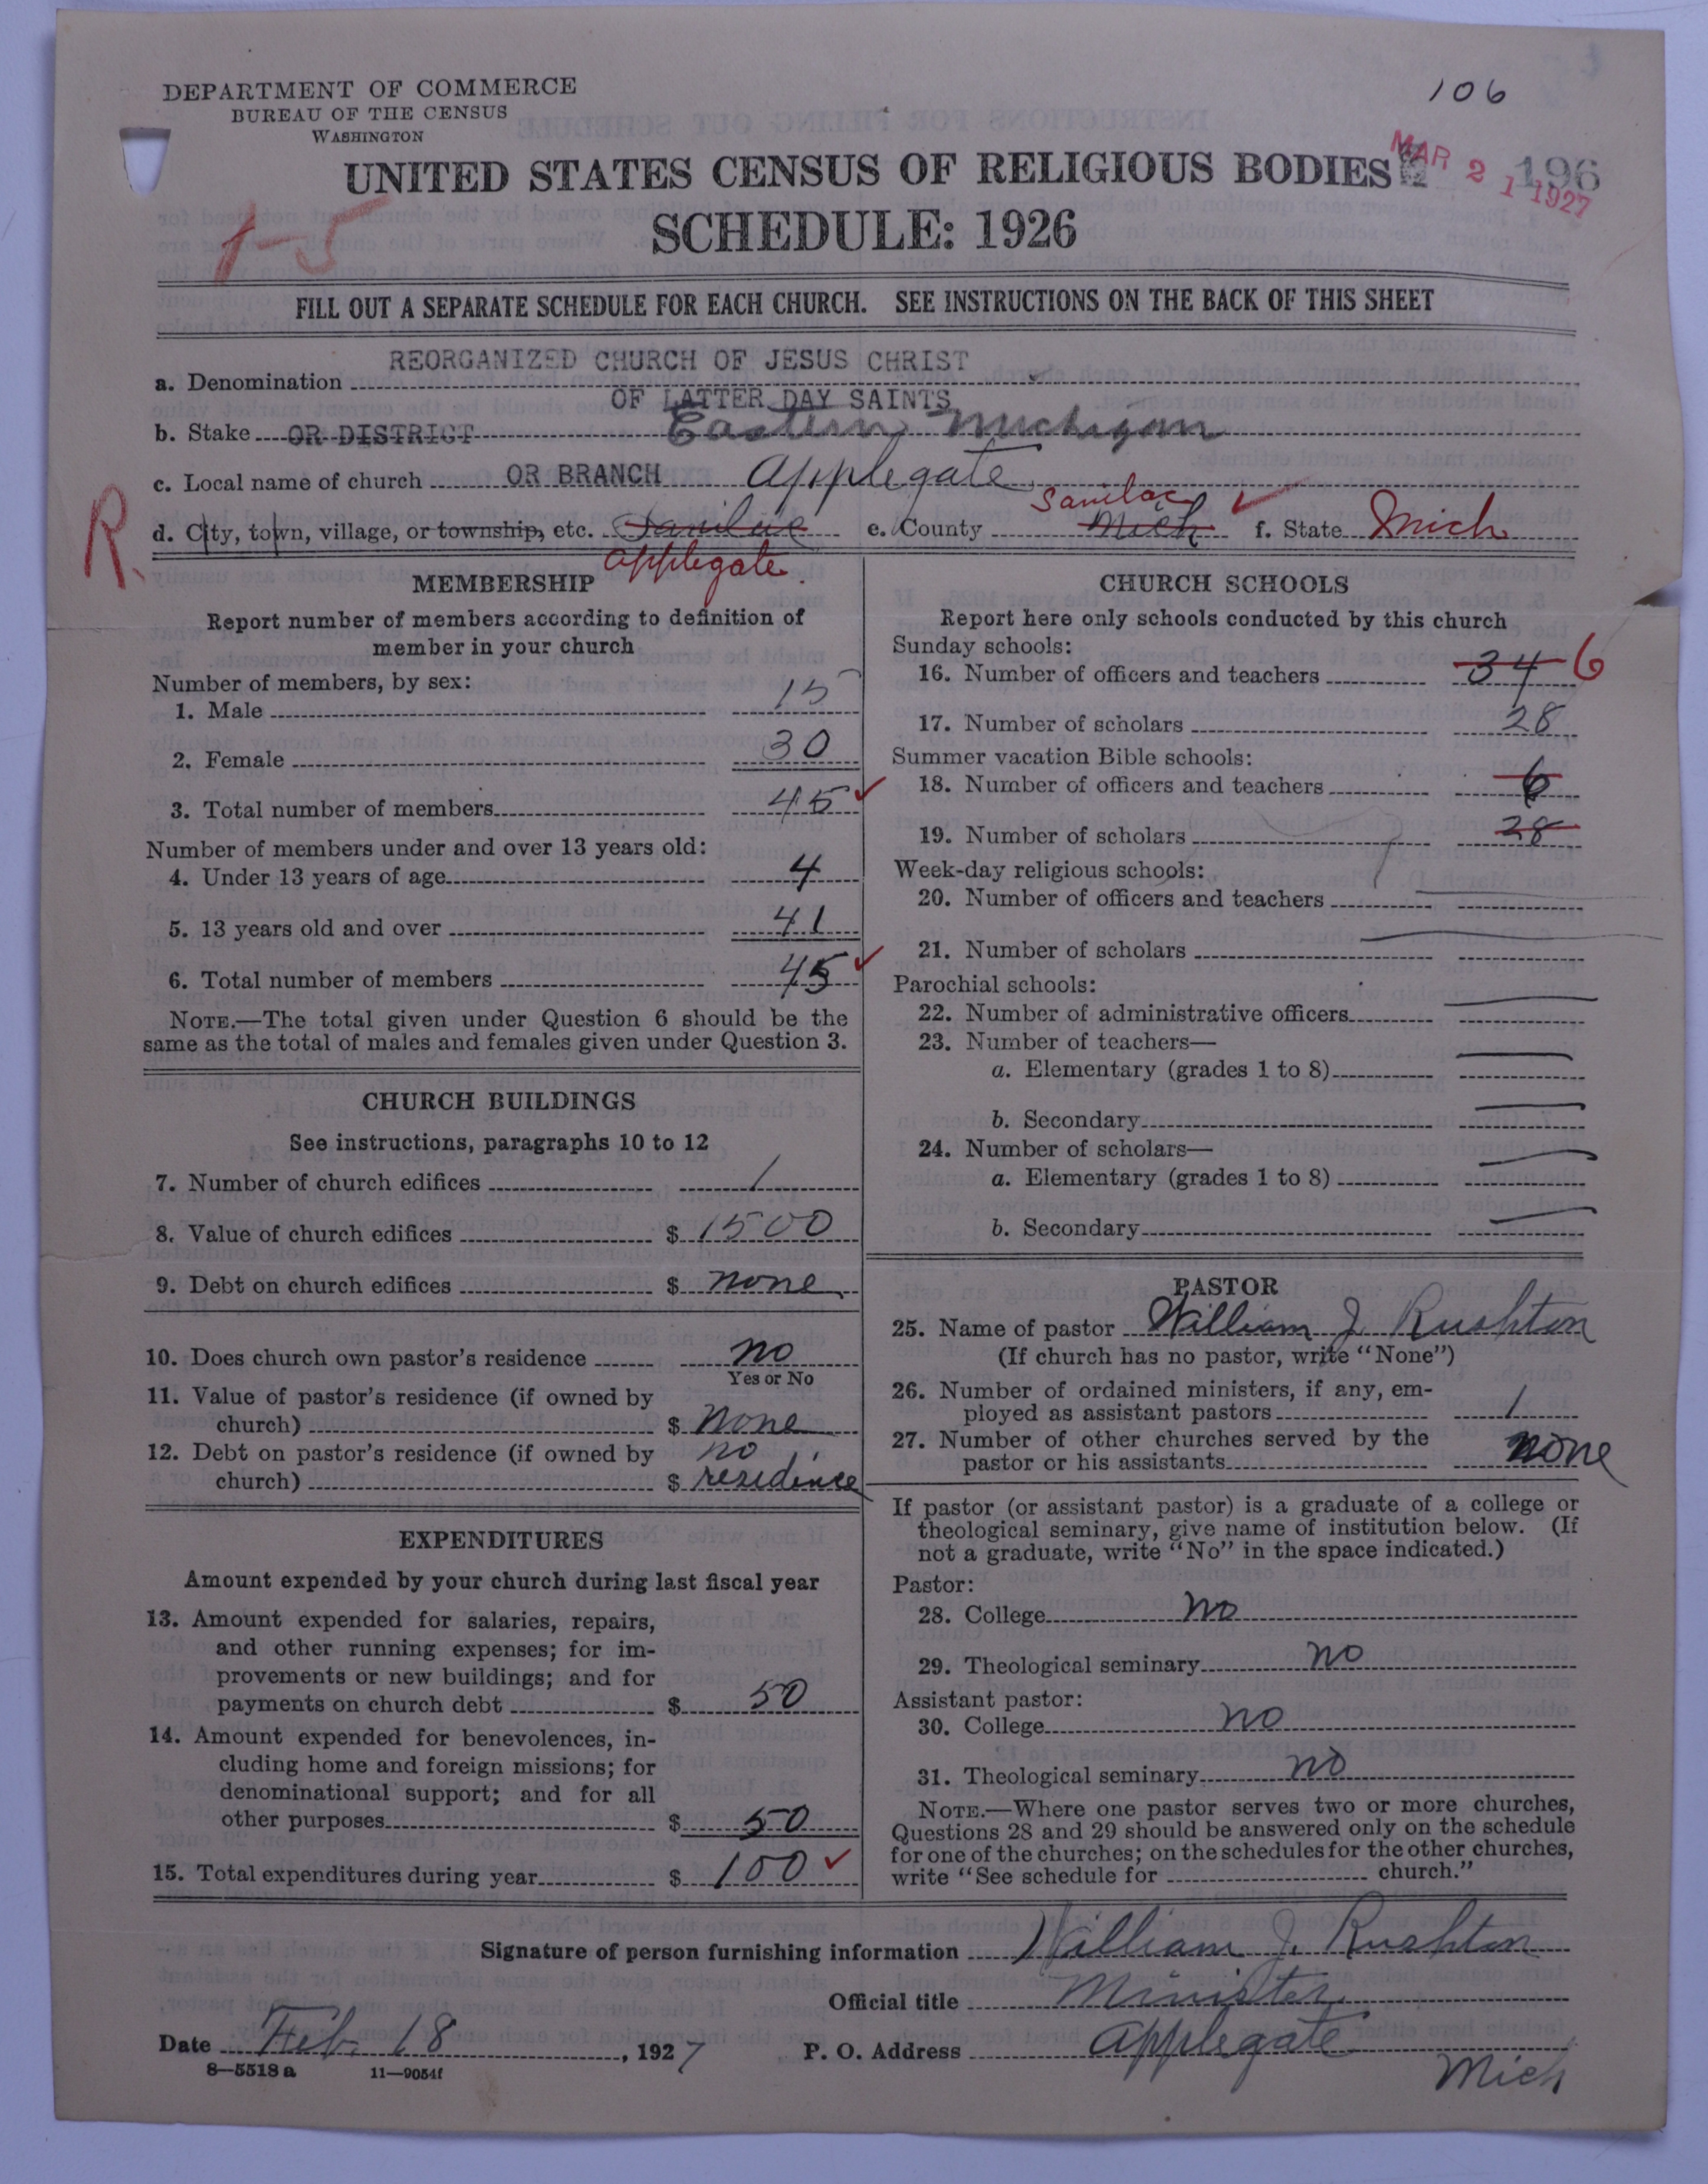 106
DEPARTMENT OF COMMERCE
BUREAU OF THE CENSUS
WASHINGTON
MAR 21 1927
196
UNITED STATES CENSUS OF RELIGIOUS BODIES
1-5
SCHEDULE: 1926
FILL OUT A SEPARATE SCHEDULE FOR EACH CHURCH. SEE INSTRUCTIONS ON THE BACK OF THIS SHEET
REORGANIZED CHURCH OF JESUS CHRIST
a. Denomination
OF LATTER DAY SAINTS
b. Stake OR DISTRICT Eastern Michigan
c. Local name of church OR BRANCH Applegate
R. d. City, town, village, or township, etc. Sanilac Applegate e. County Mich Sanilac f. State Mich
MEMBERSHIP
Report number of members according to definition of
member in your church
Number of members, by sex:
1. Male 15
2. Female 30
3. Total number of members 45 ✓
Number of members under and over 13 years old:
4. Under 13 years of age 4
5. 13 years old and over 41
6. Total number of members 45 ✓
NOTE.—The total given under Question 6 should be the
same as the total of males and females given under Question 3.
CHURCH BUILDINGS
See instructions, paragraphs 10 to 12
7. Number of church edifices 1
8. Value of church edifices $ 1500
9. Debt on church edifices $ none
10. Does church own pastor's residence no
Yes or No
11. Value of pastor's residence (if owned by
church) $ none
12. Debt on pastor's residence (if owned by
church) $ no residence
EXPENDITURES
Amount expended by your church during last fiscal year
13. Amount expended for salaries, repairs,
and other running expenses; for im-
provements or new buildings; and for
payments on church debt $ 50
14. Amount expended for benevolences, in-
cluding home and foreign missions; for
denominational support; and for all
other purposes $ 50
15. Total expenditures during year $ 100 ✓
CHURCH SCHOOLS
Report here only schools conducted by this church
Sunday schools:
16. Number of officers and teachers 34 6
17. Number of scholars 28
Summer vacation Bible schools:
18. Number of officers and teachers 6
19. Number of scholars 28
Week-day religious schools:
20. Number of officers and teachers
21. Number of scholars
Parochial schools:
22. Number of administrative officers
23. Number of teachers—
a. Elementary (grades 1 to 8)
b. Secondary
24. Number of scholars—
a. Elementary (grades 1 to 8)
b. Secondary
PASTOR
25. Name of pastor William J Rushton
(If church has no pastor, write "None")
26. Number of ordained ministers, if any, em-
ployed as assistant pastors 1
27. Number of other churches served by the
pastor or his assistants none
If pastor (or assistant pastor) is a graduate of a college or
theological seminary, give name of institution below. (If
not a graduate, write "No" in the space indicated.)
Pastor:
28. College no
29. Theological seminary no
Assistant pastor:
30. College no
31. Theological seminary no
NOTE.—Where one pastor serves two or more churches,
Questions 28 and 29 should be answered only on the schedule
for one of the churches; on the schedules for the other churches,
write "See schedule for church."
Signature of person furnishing information William J. Rushton
Official title Minister
Date Feb. 18, 1927 P. O. Address Applegate
Mich
8—5518 a 11—9054f